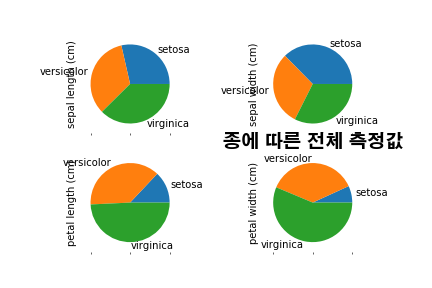 sepal length (cm)
setosa
versicolor
virginica
sepal width (cm)
setosa
versicolor
virginica
종에 따른 전체 측정값
petal length (cm)
setosa
versicolor
virginica
petal width (cm)
setosa
versicolor
virginica